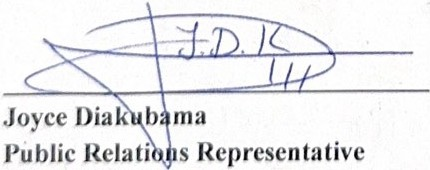 J.D.K
Joyce Diakubama
Public Relations Representative